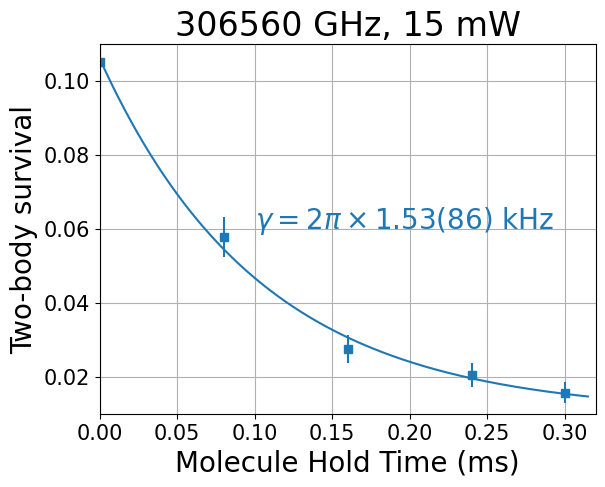 306560 GHz, 15 mW
Two-body survival
0.10
0.08
0.06
0.04
0.02
γ = 2π × 1.53(86) kHz
0.00 0.05 0.10 0.15 0.20 0.25 0.30
Molecule Hold Time (ms)